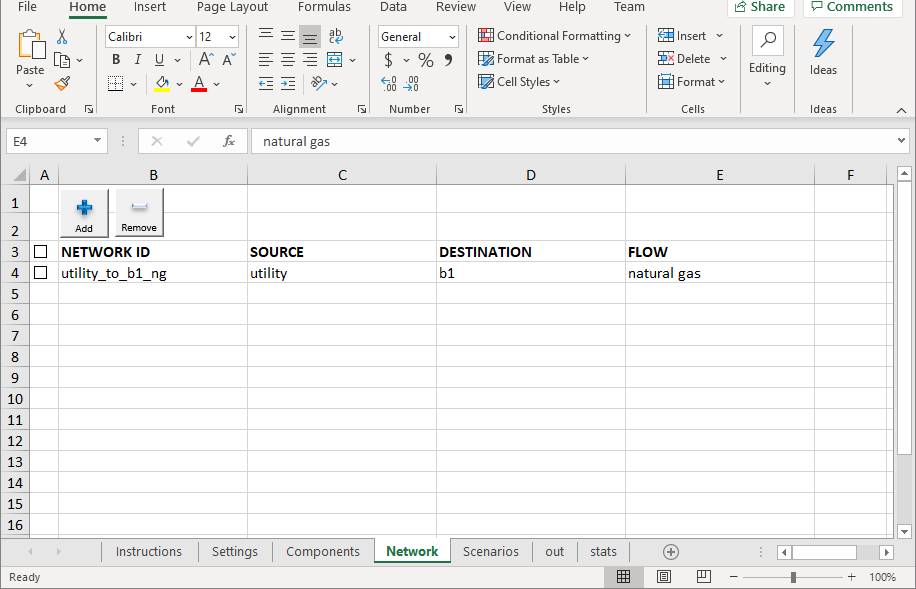 File Home Insert Page Layout Formulas Data Review View Help Team Share Comments
Calibri 12 ab General Conditional Formatting Insert
Paste B I U A A $ % Format as Table Delete Editing Ideas
A Cell Styles Format
Clipboard Font Alignment Number Styles Cells Ideas
E4 fx natural gas
A B C D E F
1
Add Remove
2
3 NETWORK ID SOURCE DESTINATION FLOW
4 utility_to_b1_ng utility b1 natural gas
5
6
7
8
9
10
11
12
13
14
15
16
Instructions Settings Components Network Scenarios out stats
Ready 100%